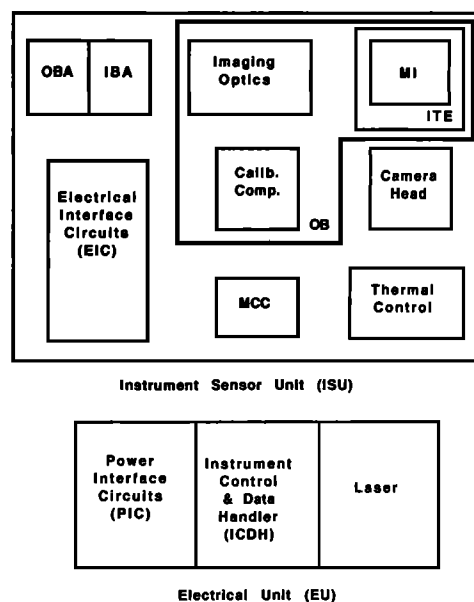 OBA IBA
Imaging
Optics
MI
ITE
Electrical
Interface
Circuits
(EIC)
Calib.
Comp.
OB
Camera
Head
MCC
Thermal
Control
Instrument Sensor Unit (ISU)
Power
Interface
Circuits
(PIC)
Instrument
Control
& Data
Handler
(ICDH)
Laser
Electrical Unit (EU)